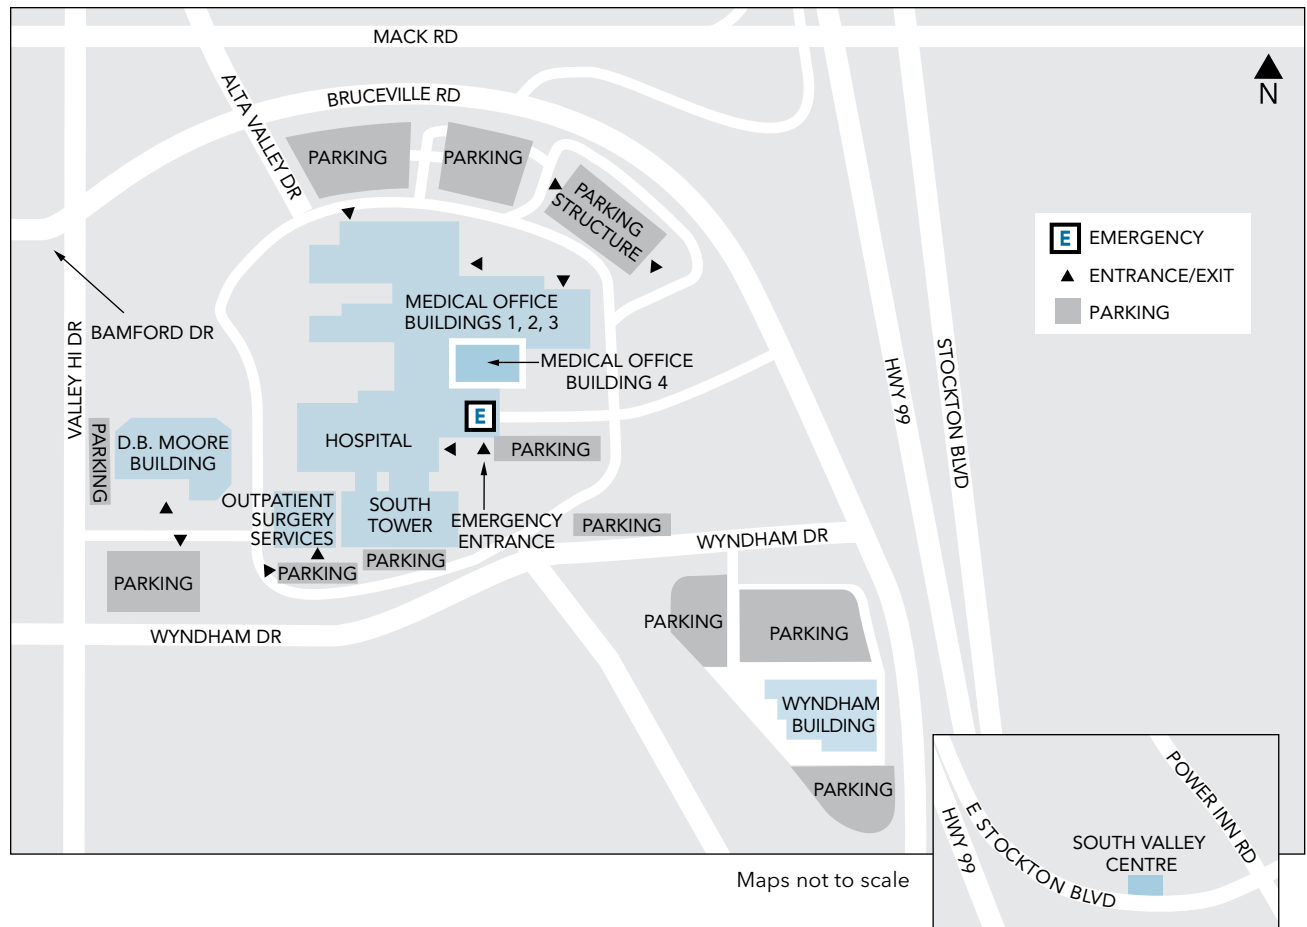 MACK RD
BRUCEVILLE RD
ALTA VALLEY DR
N
PARKING
PARKING
PARKING
STRUCTURE
E EMERGENCY
ENTRANCE/EXIT
PARKING
MEDICAL OFFICE
BUILDINGS 1, 2, 3
BAMFORD DR
VALLEY HI DR
MEDICAL OFFICE
BUILDING 4
HWY 99
STOCKTON BLVD
E
PARKING
D.B. MOORE
BUILDING
HOSPITAL
PARKING
OUTPATIENT
SURGERY
SERVICES
SOUTH
TOWER
EMERGENCY
ENTRANCE
PARKING
WYNDHAM DR
PARKING
PARKING
PARKING
WYNDHAM DR
PARKING
PARKING
WYNDHAM
BUILDING
PARKING
POWER INN RD
HWY 99
E STOCKTON BLVD
SOUTH VALLEY
CENTRE
Maps not to scale